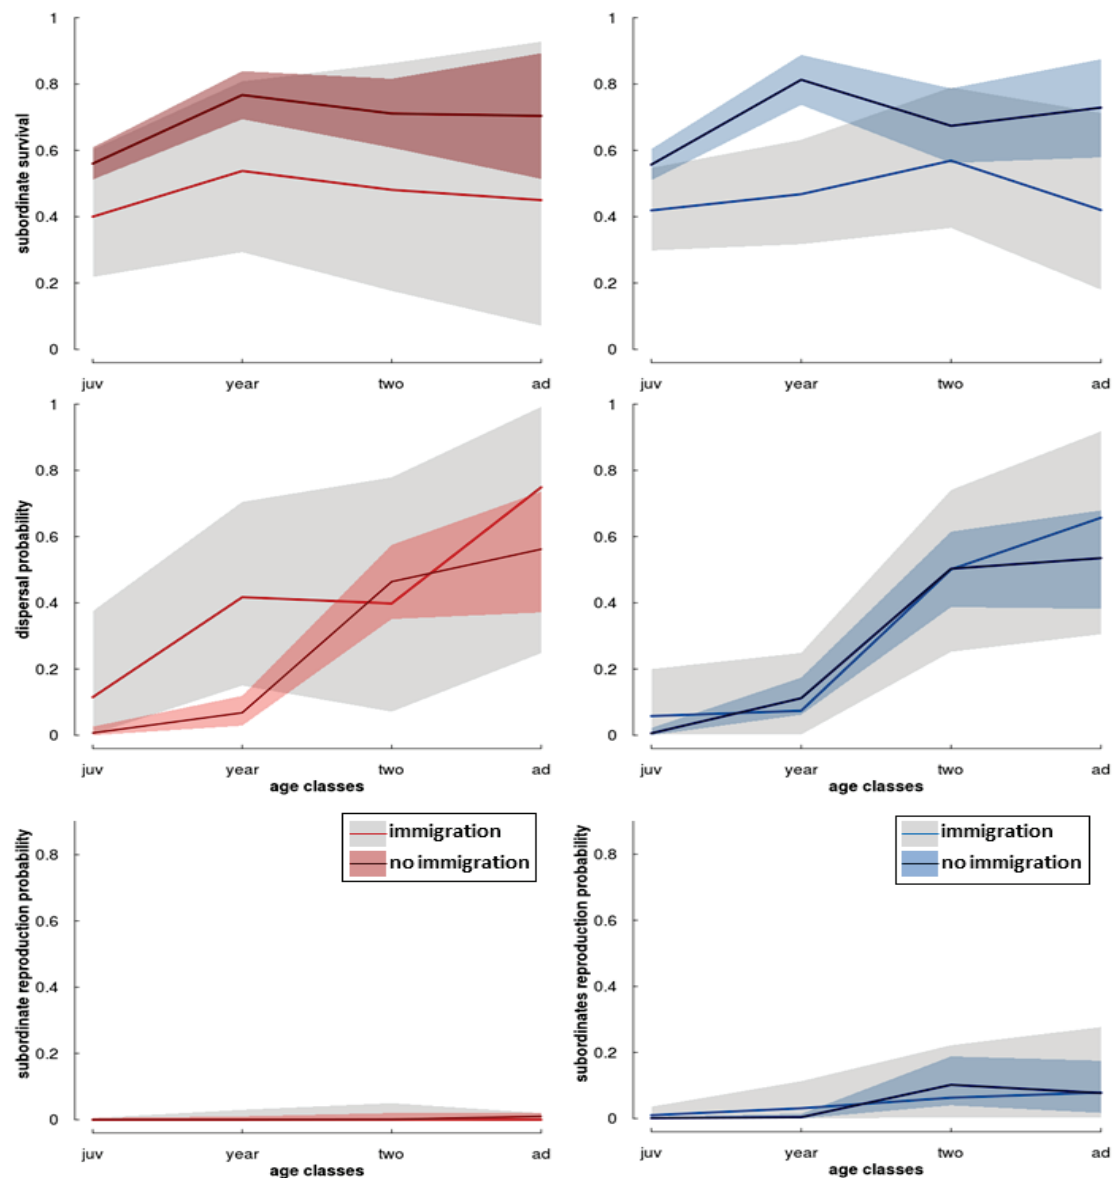 1
0.8
0.6
0.4
0.2
0
subordinate survival
juv year two ad
1
0.8
0.6
0.4
0.2
0
juv year two ad
1
0.8
0.6
0.4
0.2
0
dispersal probability
juv year two ad
age classes
1
0.8
0.6
0.4
0.2
0
juv year two ad
age classes
0.8
0.6
0.4
0.2
0
subordinate reproduction probability
immigration
no immigration
juv year two ad
age classes
0.8
0.6
0.4
0.2
0
subordinates reproduction probability
immigration
no immigration
juv year two ad
age classes